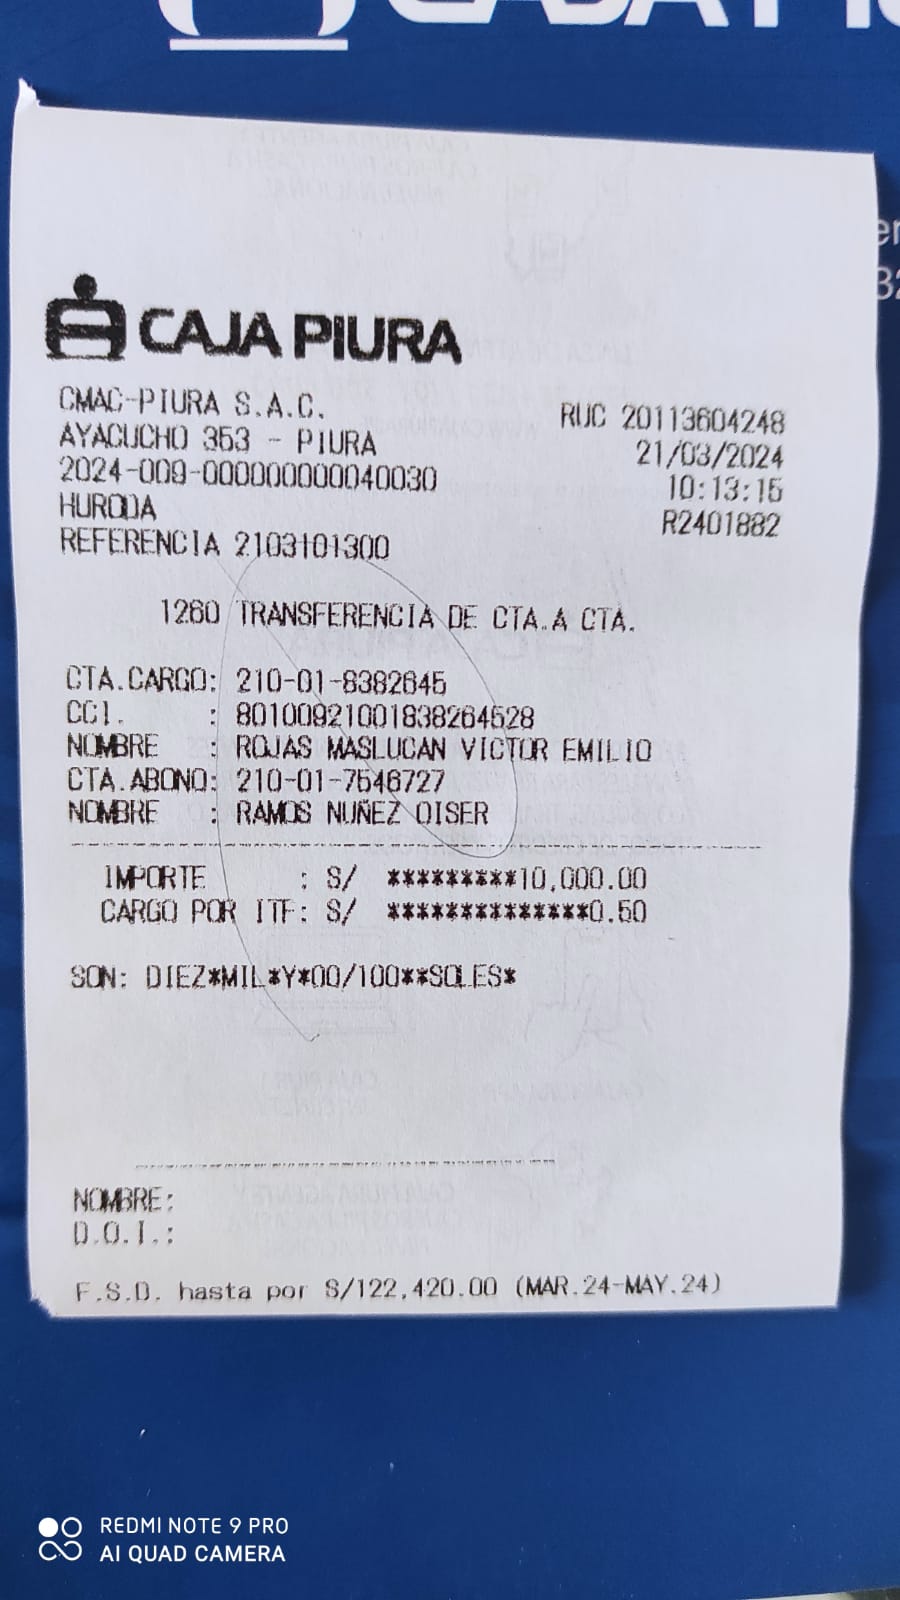 CAJA PIURA
CMAC-PIURA S.A.C.
RUC 20113604248
AYACUCHO 353 - PIURA
21/03/2024
2024-009-000000000040030
10:13:15
HUROJA
R2401882
REFERENCIA 2103101300
1260 TRANSFERENCIA DE CTA.A CTA.
CTA.CARGO: 210-01-8382645
CCI. : 80100921001838264528
NOMBRE : ROJAS MASLUCAN VICTOR EMILIO
CTA.ABONO: 210-01-7546727
NOMBRE : RAMOS NUÑEZ OISER
IMPORTE : S/ *********10,000.00
CARGO POR ITF: S/ **************0.50
SON: DIEZ*MIL*Y*00/100**SOLES*
NOMBRE:
D.O.I.:
F.S.D. hasta por S/122,420.00 (MAR.24-MAY.24)
REDMI NOTE 9 PRO
AI QUAD CAMERA